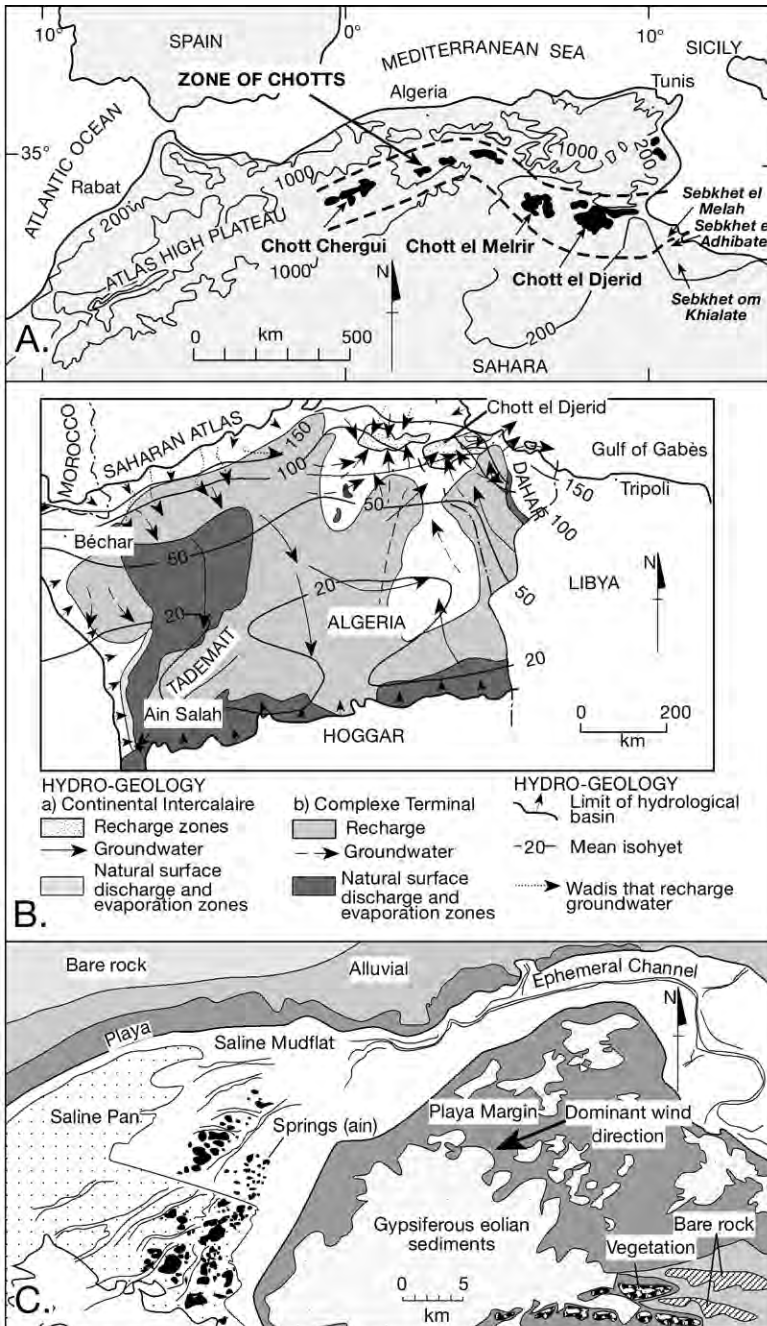 10°
0°
10°
SPAIN
MEDITERRANEAN SEA
SICILY
ZONE OF CHOTTS
Tunis
Algeria
ATLANTIC OCEAN
35°
1000
200
Rabat
1000
200
Sebkhet el
Melah
Sebkhet el
Adhibate
ATLAS HIGH PLATEAU
Chott Chergui
Chott el Melrir
1000
N
Chott el Djerid
Sebkhet om
Khialate
A.
km
0
500
200
SAHARA
MOROCCO
SAHARAN ATLAS
Chott el Djerid
150
Gulf of Gabès
100
DAHAR
150
Tripoli
50
100
Béchar
50
N
20
50
LIBYA
20
ALGERIA
TADEMAIT
20
Ain Salah
0
200
HOGGAR
km
HYDRO-GEOLOGY
a) Continental Intercalaire
b) Complexe Terminal
HYDRO-GEOLOGY
Limit of hydrological
basin
Recharge zones
Recharge
Groundwater
Groundwater
20
Mean isohyet
Natural surface
discharge and
evaporation zones
Natural surface
discharge and
evaporation zones
Wadis that recharge
groundwater
B.
Bare rock
Alluvial
Ephemeral Channel
N
Playa
Saline Mudflat
Saline Pan
Springs (ain)
Playa Margin
Dominant wind
direction
Gypsiferous eolian
sediments
Bare rock
Vegetation
0
5
km
C.